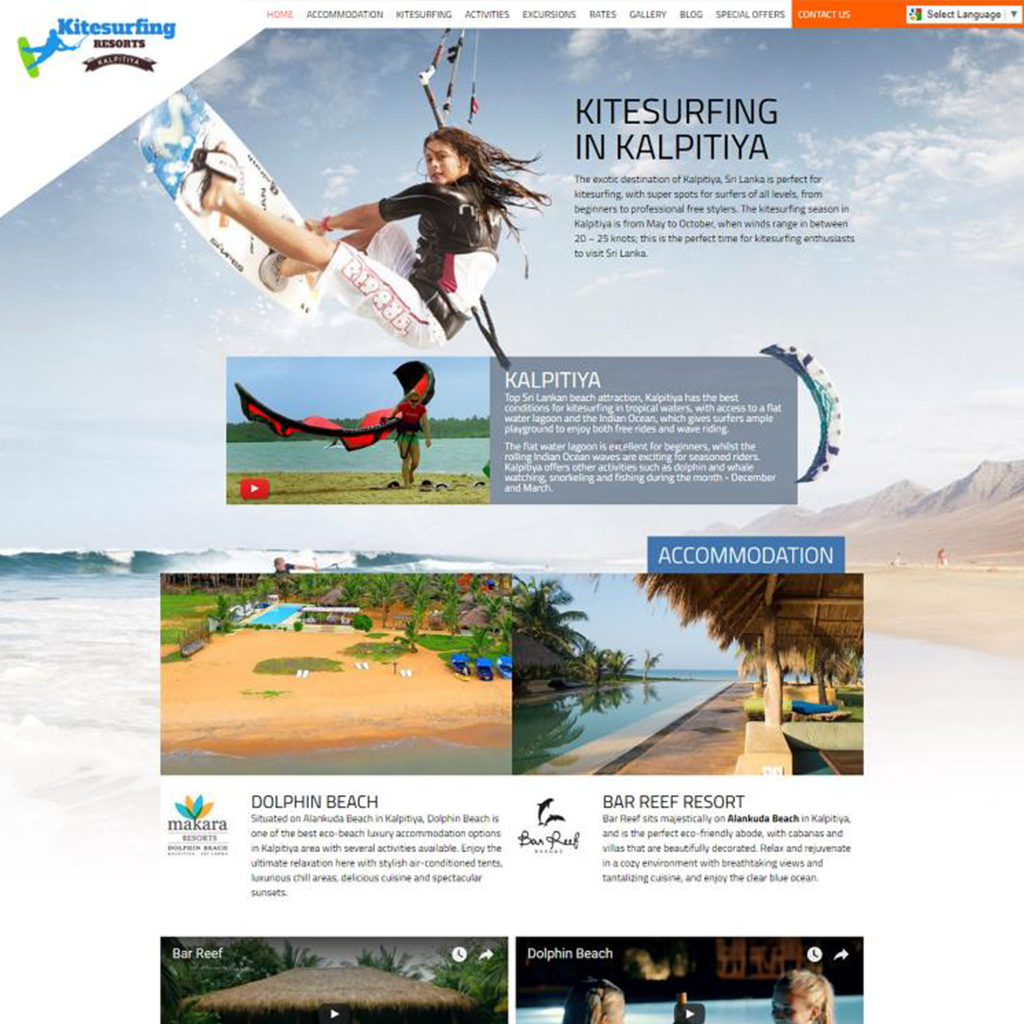 Kitesurfing
RESORTS
KALPITIYA
HOME ACCOMMODATION KITESURFING ACTIVITIES EXCURSIONS RATES GALLERY BLOG SPECIAL OFFERS CONTACT US Select Language ▼
KITESURFING
IN KALPITIYA
The exotic destination of Kalpitiya, Sri Lanka is perfect for
kitesurfing, with super spots for surfers of all levels, from
beginners to professional free stylers. The kitesurfing season in
Kalpitiya is from May to October, when winds range in between
20 – 25 knots; this is the perfect time for kitesurfing enthusiasts
to visit Sri Lanka.
KALPITIYA
Top Sri Lankan beach attraction, Kalpitiya has the best
conditions for kitesurfing in tropical waters, with access to a flat
water lagoon and the Indian Ocean, which gives surfers ample
playground to enjoy both free rides and wave riding.
The flat water lagoon is excellent for beginners, whilst the
rolling Indian Ocean waves are exciting for seasoned riders.
Kalpitiya offers other activities such as dolphin and whale
watching, snorkeling and fishing during the month - December
and March.
ACCOMMODATION
makara
RESORTS
DOLPHIN BEACH
KALPITIYA - SRI LANKA
DOLPHIN BEACH
Situated on Alankuda Beach in Kalpitiya, Dolphin Beach is
one of the best eco-beach luxury accommodation options
in Kalpitiya area with several activities available. Enjoy the
ultimate relaxation here with stylish air-conditioned tents,
luxurious chill areas, delicious cuisine and spectacular
sunsets.
Bar Reef
RESORT
BAR REEF RESORT
Bar Reef sits majestically on Alankuda Beach in Kalpitiya,
and is the perfect eco-friendly abode, with cabanas and
villas that are beautifully decorated. Relax and rejuvenate
in a cozy environment with breathtaking views and
tantalizing cuisine, and enjoy the clear blue ocean.
Bar Reef
Dolphin Beach